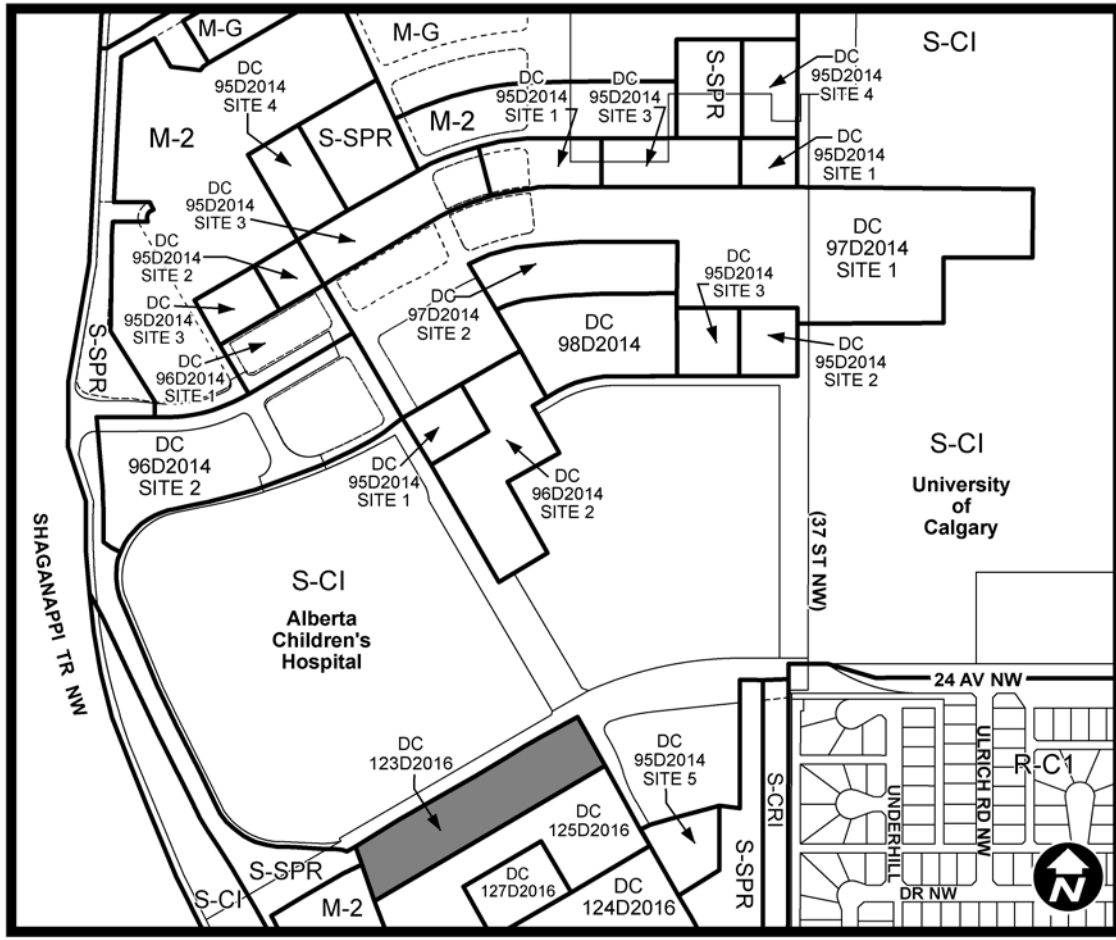 M-G
M-G
S-CI
DC
95D2014
SITE 4
M-2
S-SPR
M-2
DC
95D2014
SITE 1
DC
95D2014
SITE 3
S-SPR
DC
95D2014
SITE 4
DC
95D2014
SITE 1
DC
95D2014
SITE 3
DC
95D2014
SITE 2
DC
95D2014
SITE 3
S-SPR
DC
96D2014
SITE 1
DC
97D2014
SITE 2
DC
95D2014
SITE 3
DC
97D2014
SITE 1
DC
98D2014
DC
95D2014
SITE 2
DC
96D2014
SITE 2
DC
95D2014
SITE 1
DC
96D2014
SITE 2
S-CI
University
of
Calgary
(37 ST NW)
SHAGANAPPI TR NW
S-CI
Alberta
Children's
Hospital
24 AV NW
DC
123D2016
DC
95D2014
SITE 5
S-CRI
R-C1
ULRICH RD NW
UNDERHILL
DR NW
DC
125D2016
S-SPR
S-CI
M-2
DC
127D2016
DC
124D2016
S-SPR
N